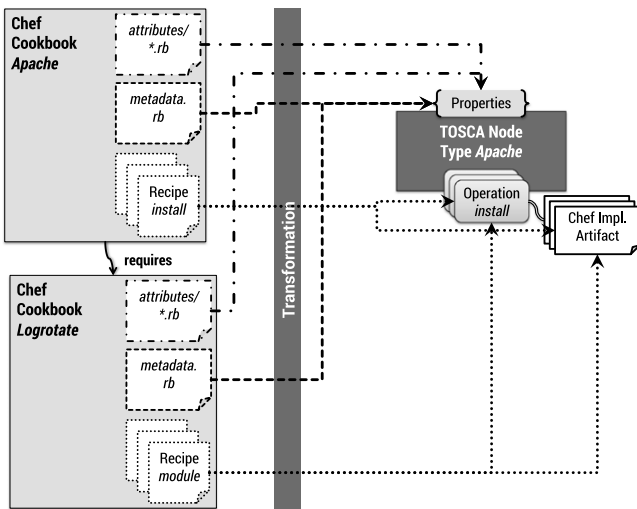 Chef
Cookbook
Apache
attributes/
*.rb
metadata.
rb
Recipe
install
requires
Chef
Cookbook
Logrotate
attributes/
*.rb
metadata.
rb
Recipe
module
Transformation
{ Properties }
TOSCA Node
Type Apache
Operation
install
Chef Impl.
Artifact